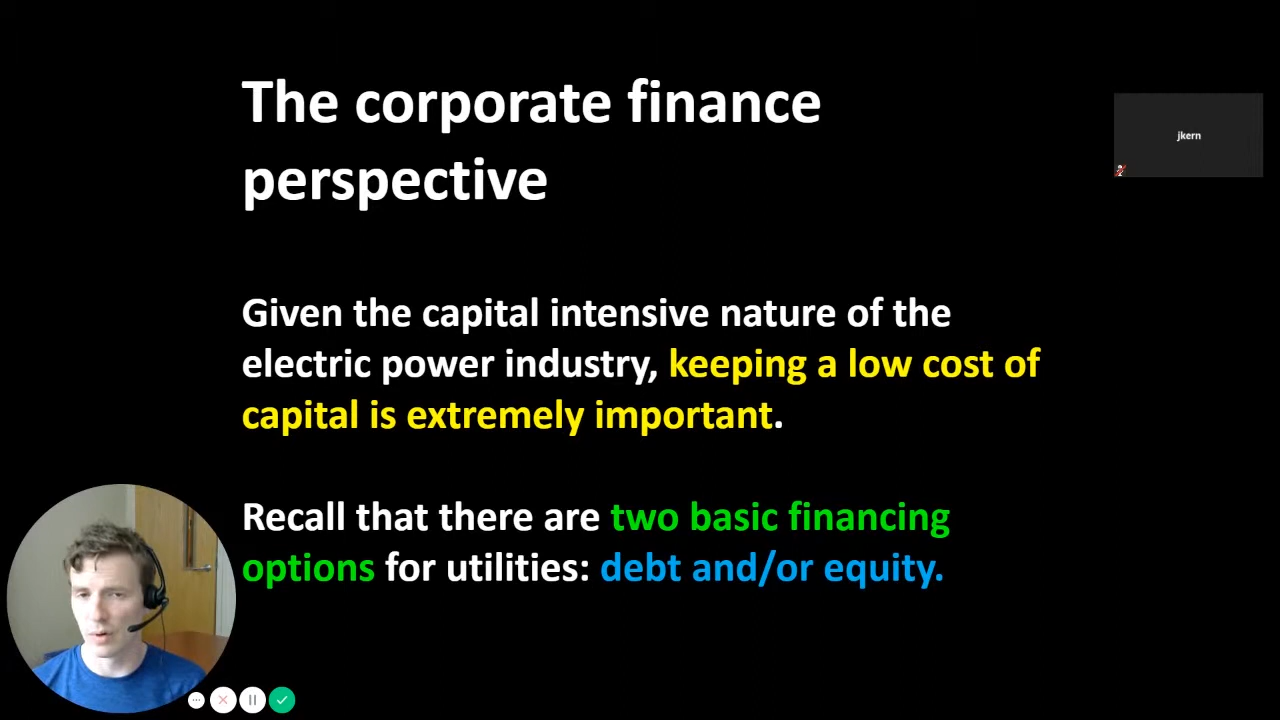 The corporate finance
perspective
jkern
Given the capital intensive nature of the
electric power industry, keeping a low cost of
capital is extremely important.
Recall that there are two basic financing
options for utilities: debt and/or equity.